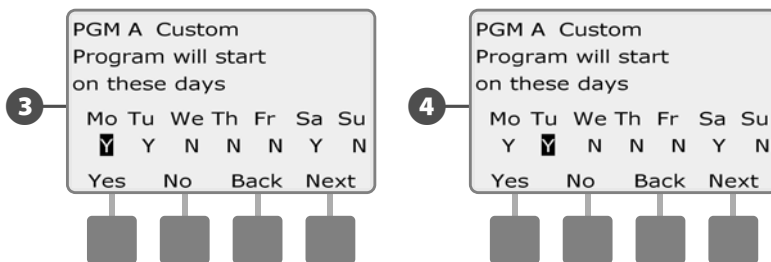 3
PGM A Custom
Program will start
on these days
Mo Tu We Th Fr Sa Su
Y Y N N N Y N
Yes No Back Next
4
PGM A Custom
Program will start
on these days
Mo Tu We Th Fr Sa Su
Y Y N N N Y N
Yes No Back Next